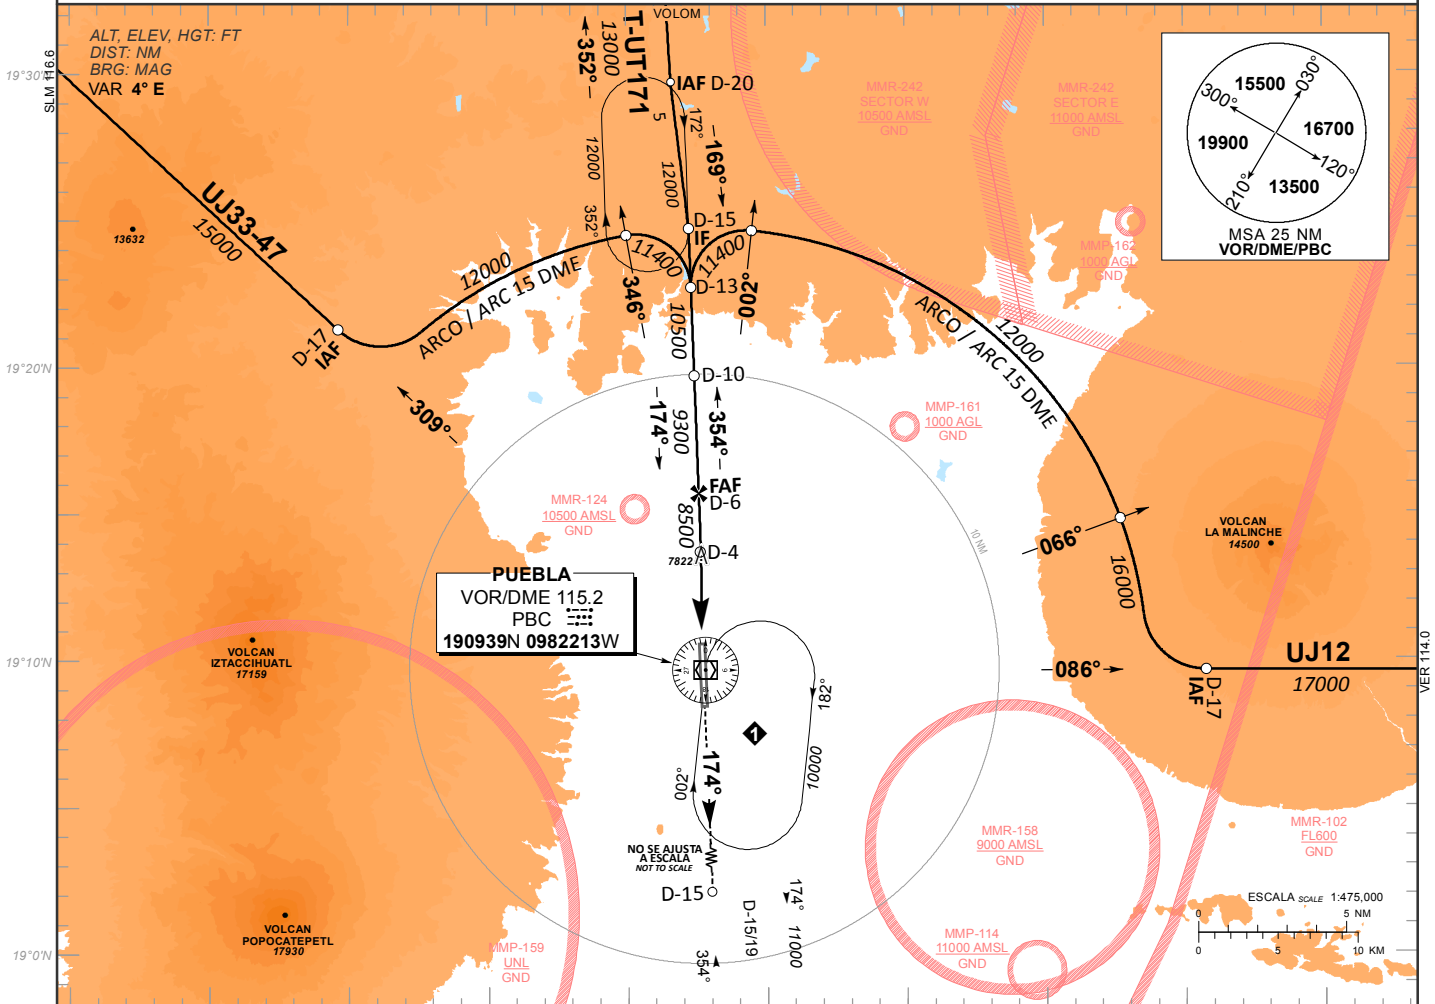 ALT, ELEV, HGT: FT
DIST: NM
BRG: MAG
VAR 4° E
19°30'N
SLM 116.6
UJ33-47
15000
13632
D-17
IAF
309°
12000
ARCO / ARC 15 DME
352°
13000
T-UT171
VOLOM
IAF D-20
5
172°
169°
12000
12000
352°
D-15
IF
11400
11400
D-13
346°
002°
10500
D-10
174°
9300
354°
FAF
D-6
8500
D-4
7822
MMR-242
SECTOR W
10500 AMSL
GND
MMR-242
SECTOR E
11000 AMSL
GND
15500
030°
300°
16700
19900
120°
13500
210°
MSA 25 NM
VOR/DME/PBC
MMP-162
1000 AGL
GND
12000
ARCO / ARC 15 DME
19°20'N
MMP-161
1000 AGL
GND
MMR-124
10500 AMSL
GND
10 NM
066°
16000
VOLCAN
LA MALINCHE
14500
PUEBLA
VOR/DME 115.2
PBC
190939N 0982213W
19°10'N
VOLCAN
IZTACCIHUATL
17159
086°
UJ12
17000
D-17
IAF
VER 114.0
182°
10000
002°
1
174°
NO SE AJUSTA
A ESCALA
NOT TO SCALE
D-15
D-15/19
174°
11000
354°
MMR-158
9000 AMSL
GND
MMR-102
FL600
GND
MMP-114
11000 AMSL
GND
MMP-159
UNL
GND
VOLCAN
POPOCATEPETL
17930
19°0'N
ESCALA SCALE 1:475,000
0 5 NM
0 5 10 KM